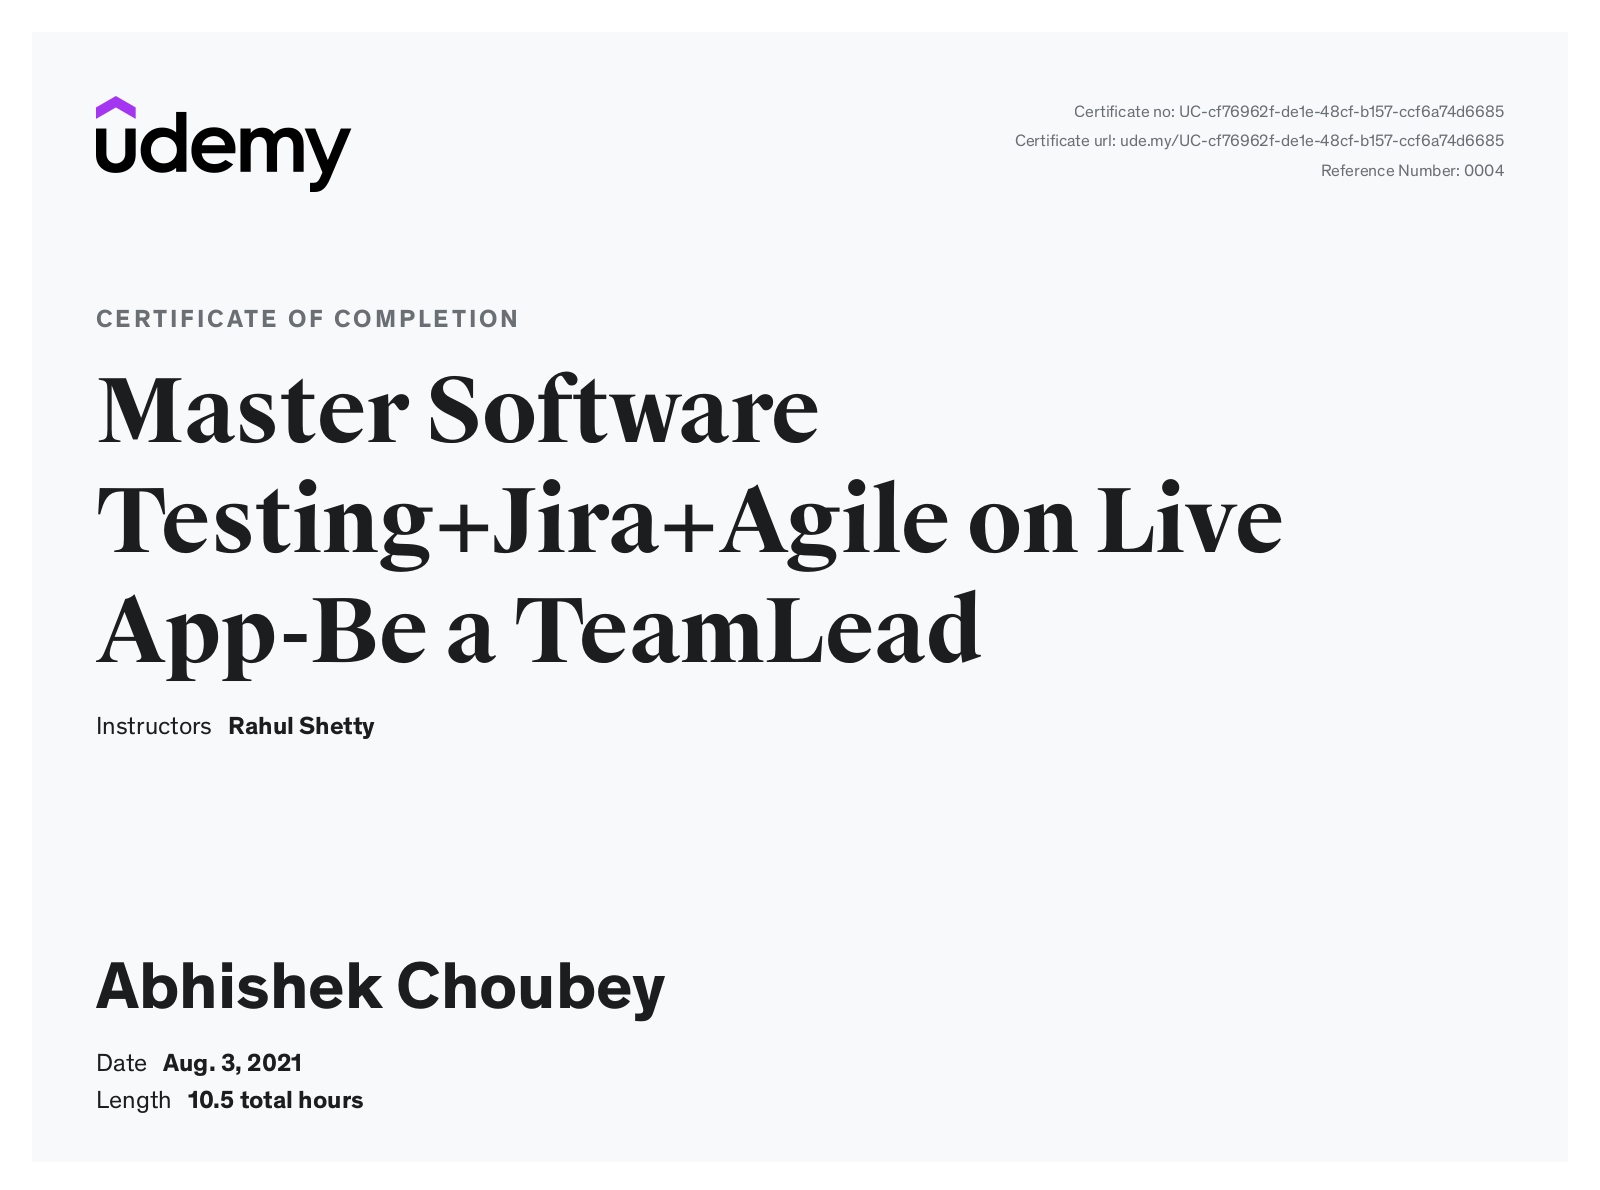 udemy
Certificate no: UC-cf76962f-de1e-48cf-b157-ccf6a74d6685
Certificate url: ude.my/UC-cf76962f-de1e-48cf-b157-ccf6a74d6685
Reference Number: 0004
CERTIFICATE OF COMPLETION
Master Software
Testing+Jira+Agile on Live
App-Be a TeamLead
Instructors Rahul Shetty
Abhishek Choubey
Date Aug. 3, 2021
Length 10.5 total hours